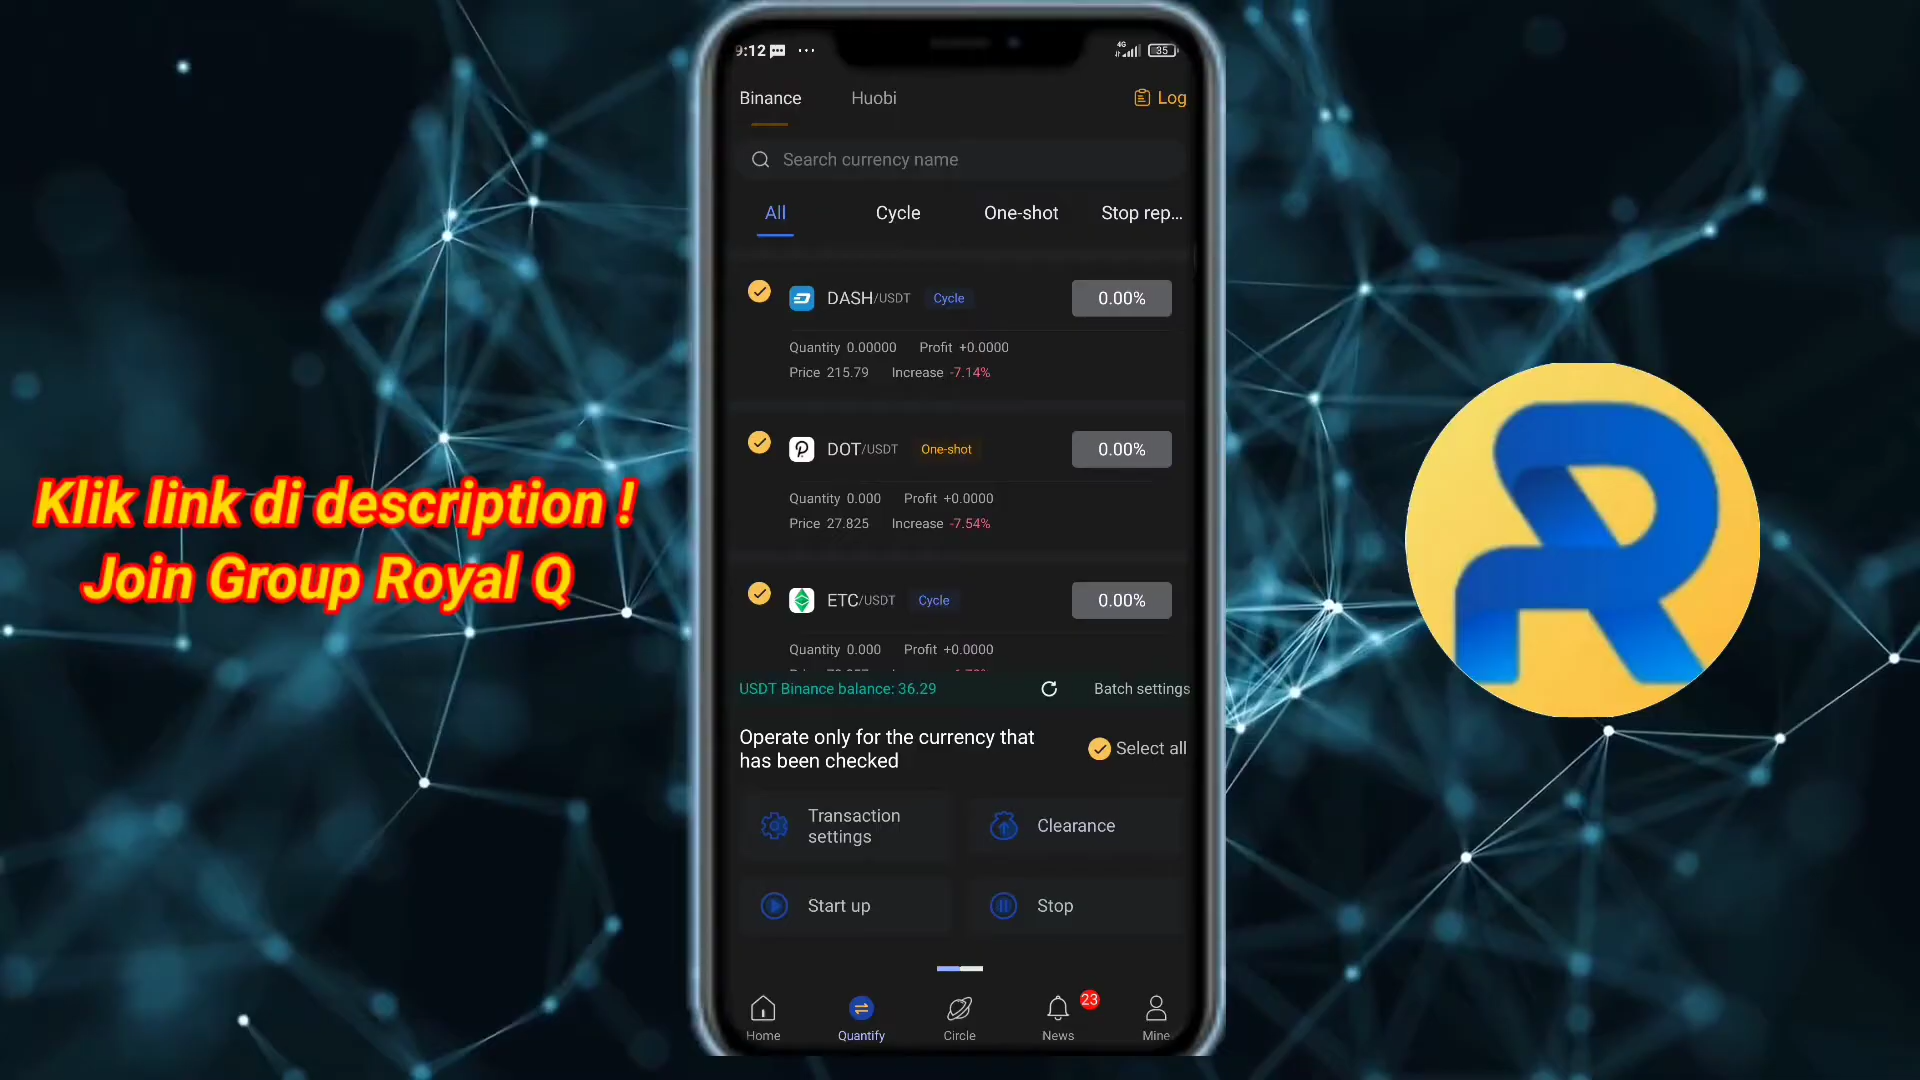 9:12
4G
35
Binance
Huobi
Log
Search currency name
All
Cycle
One-shot
Stop rep...
DASH/USDT
Cycle
0.00%
Quantity 0.00000
Profit +0.0000
Price 215.79
Increase -7.14%
DOT/USDT
One-shot
0.00%
Quantity 0.000
Profit +0.0000
Price 27.825
Increase -7.54%
ETC/USDT
Cycle
0.00%
Quantity 0.000
Profit +0.0000
USDT Binance balance: 36.29
Batch settings
Operate only for the currency that
has been checked
Select all
Transaction
settings
Clearance
Start up
Stop
Home
Quantify
Circle
23
News
Mine
Klik link di description !
Join Group Royal Q